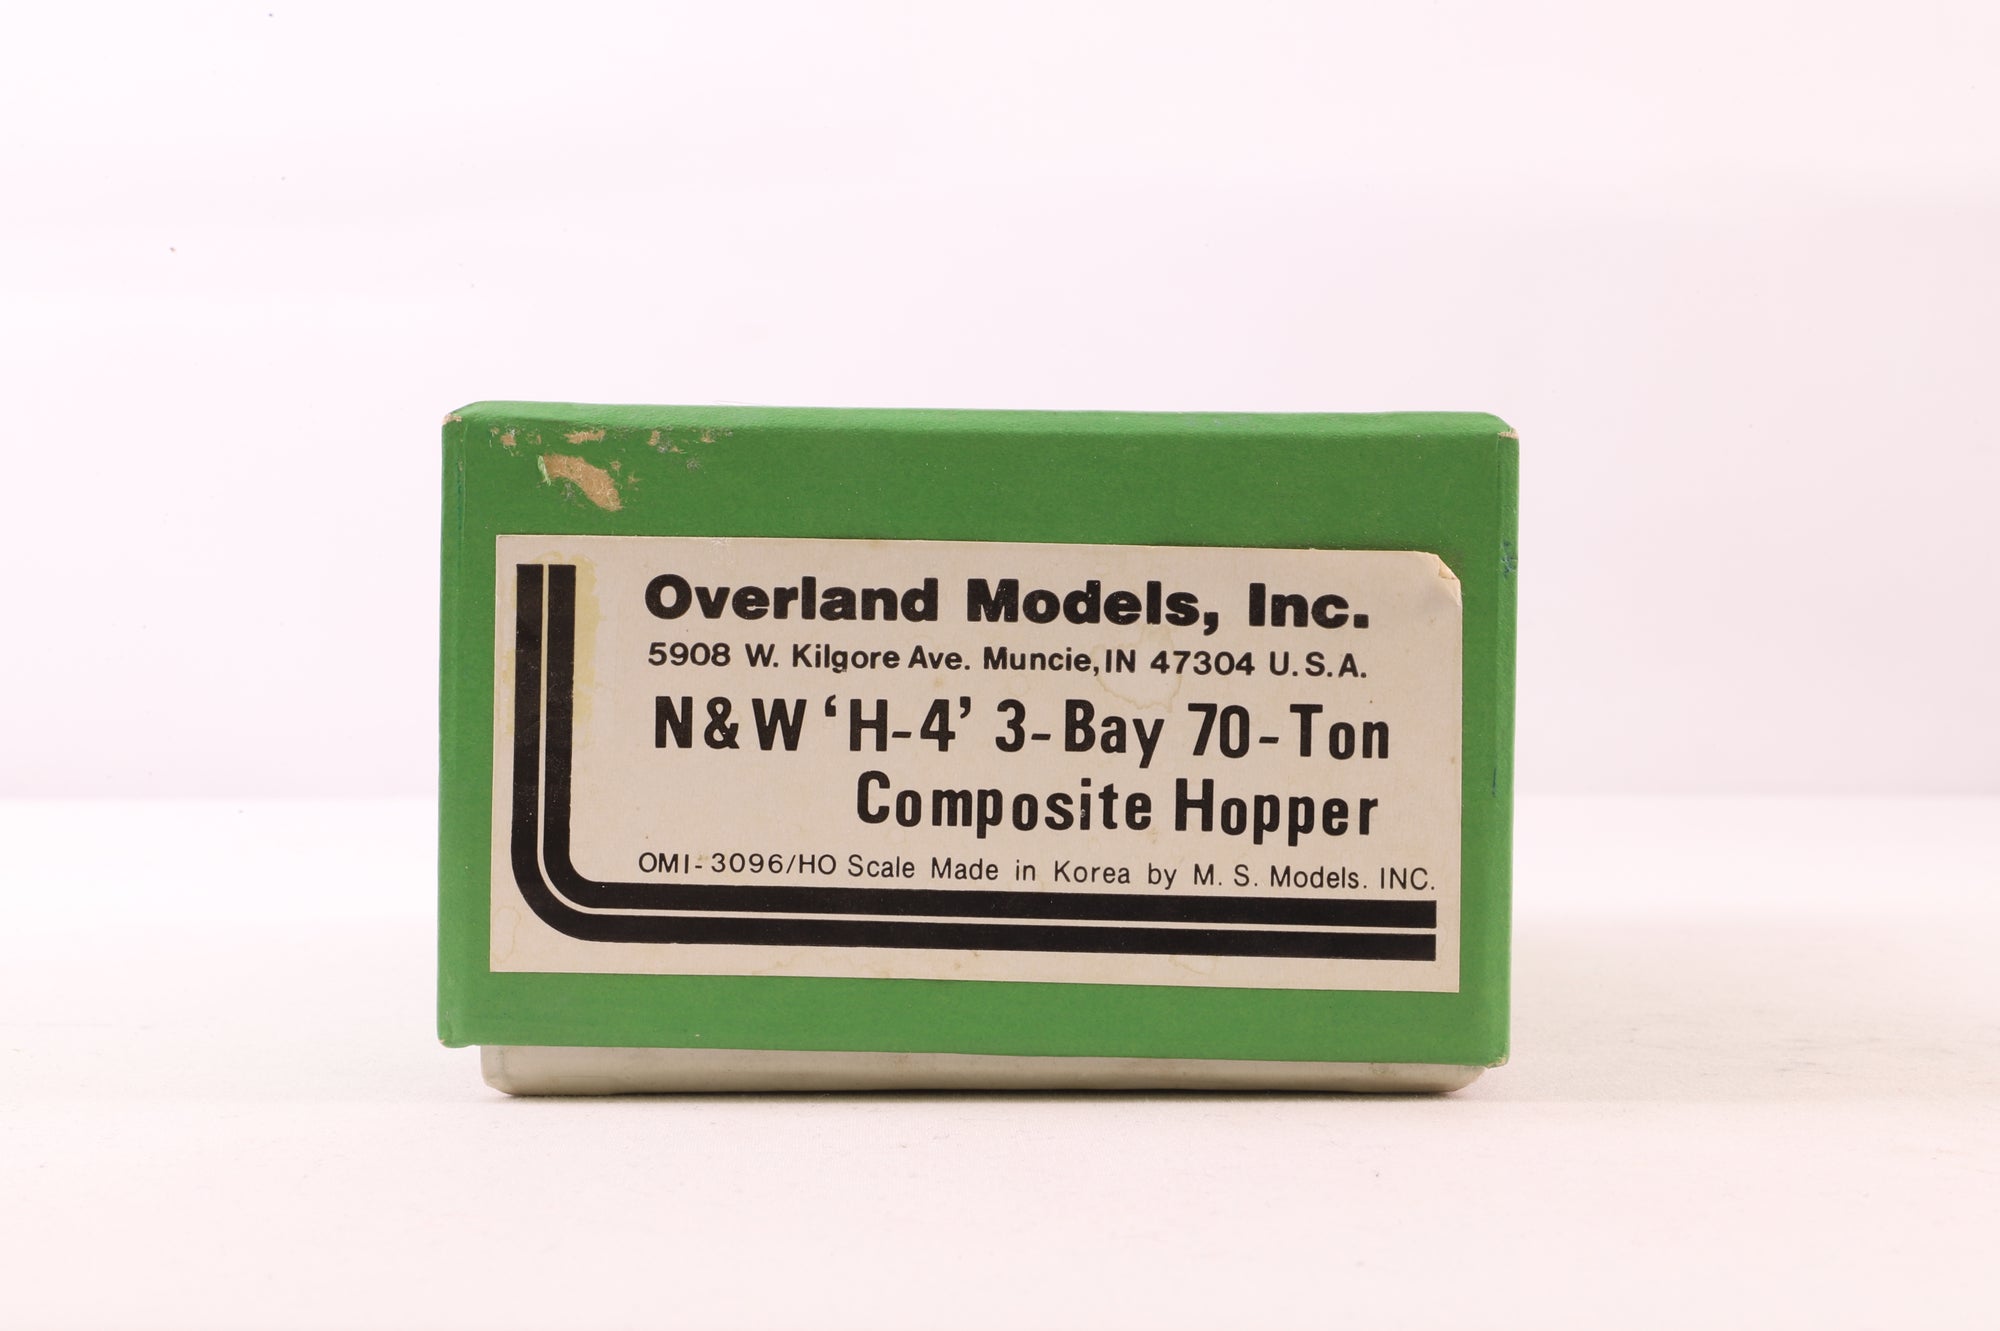 Overland Models, Inc.
5908 W. Kilgore Ave. Muncie, IN 47304 U.S.A.
N&W ‘H-4’ 3-Bay 70-Ton
Composite Hopper
OMI-3096/HO Scale Made in Korea by M. S. Models. INC.